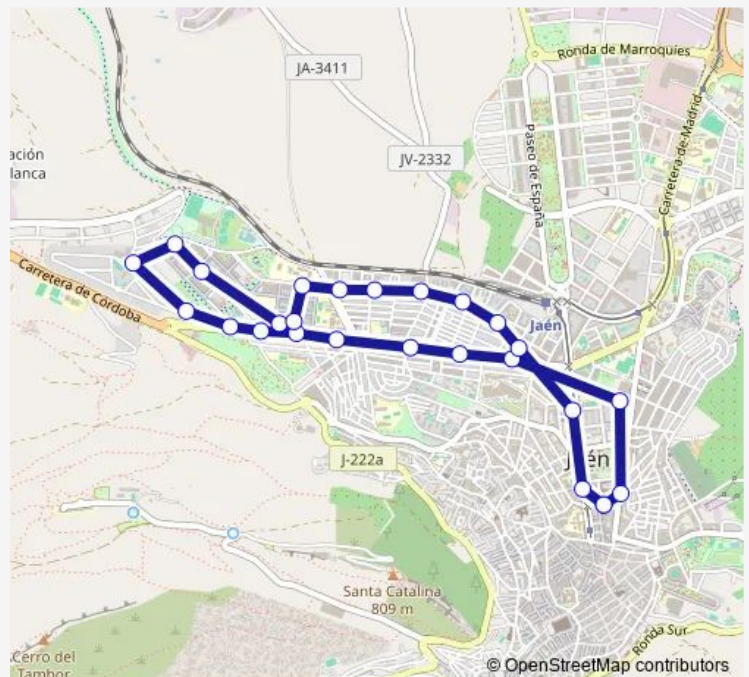 Ronda de Marroquíes
JA-3411
Carretera de Madrid
JV-2332
Paseo de España
ación
lanca
Carretera de Córdoba
Jaén
Jaén
J-222a
Santa Catalina
809 m
Ronda Sur
Cerro del
Tambor
© OpenStreetMap contributors